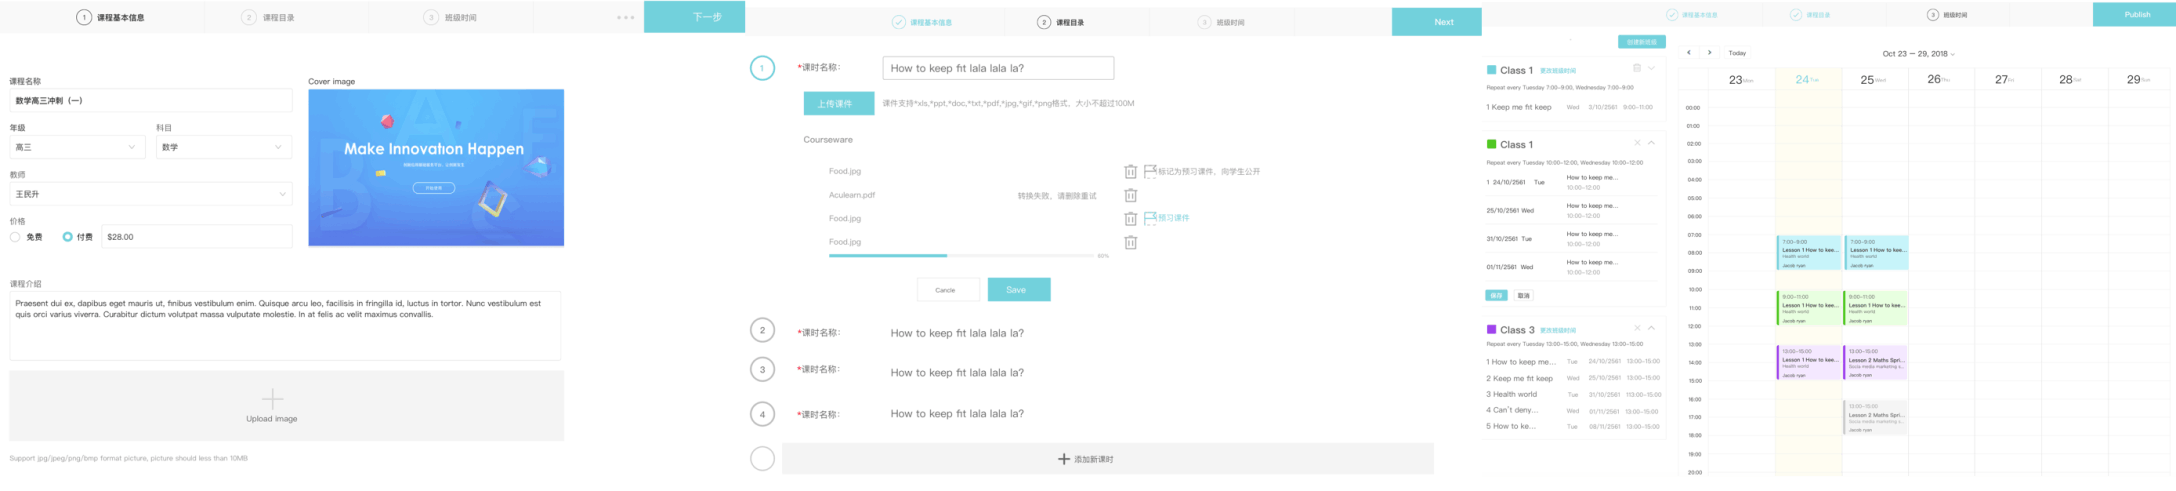 1 课程基本信息
2 课程目录
3 班级时间
下一步
课程名称
数学高三冲刺（一）
年级
科目
高三
数学
教师
王民升
价格
免费
付费
$28.00
课程介绍
Praesent dui ex, dapibus eget mauris ut, finibus vestibulum enim. Quisque arcu leo, facilisis in fringilla id, luctus in tortor. Nunc vestibulum est
quis orci varius viverra. Curabitur dictum volutpat massa vulputate molestie. In at felis ac velit maximus convallis.
Upload image
Support jpg/jpeg/png/bmp format picture, picture should less than 10MB
Cover image
Make Innovation Happen
课程基本信息
2 课程目录
3 班级时间
Next
1
*课时名称：
How to keep fit lala lala la?
上传课件
课件支持*xls,*ppt,*doc,*txt,*pdf,*jpg,*gif,*png格式，大小不超过100M
Courseware
Food.jpg
标记为预习课件，向学生公开
Aculearn.pdf
转换失败，请删除重试
Food.jpg
预习课件
Food.jpg
60%
Cancle
Save
2
*课时名称：
How to keep fit lala lala la?
3
*课时名称：
How to keep fit lala lala la?
4
*课时名称：
How to keep fit lala lala la?
添加新课时
课程基本信息
课程目录
3 班级时间
Publish
创建新班级
Class 1 更改班级时间
Repeat every Tuesday 7:00-9:00, Wednesday 7:00-9:00
1 Keep me fit keep Wed 3/10/2561 9:00-11:00
Class 1
Repeat every Tuesday 10:00-12:00, Wednesday 10:00-12:00
1 24/10/2561 Tue How to keep me...
10:00-12:00
25/10/2561 Wed How to keep me...
10:00-12:00
31/10/2561 Tue How to keep me...
10:00-12:00
01/11/2561 Wed How to keep me...
10:00-12:00
保存
取消
Class 3 更改班级时间
Repeat every Tuesday 13:00-15:00, Wednesday 13:00-15:00
1 How to keep me... Tue 24/10/2561 13:00-15:00
2 Keep me fit keep Wed 25/10/2561 13:00-15:00
3 Health world Tue 31/10/2561 113:00-15:00
4 Can't deny... Wed 01/11/2561 13:00-15:00
5 How to ke... Tue 08/11/2561 13:00-15:00
Today
Oct 23 — 29, 2018
23 Mon
24 Tue
25 Wed
26 Thu
27 Fri
28 Sat
29 Sun
00:00
01:00
02:00
03:00
04:00
05:00
06:00
07:00
08:00
09:00
10:00
11:00
12:00
13:00
14:00
15:00
16:00
17:00
18:00
19:00
20:00
7:00-9:00
Lesson 1 How to kee...
Health world
Jacob ryan
7:00-9:00
Lesson 1 How to kee...
Health world
Jacob ryan
9:00-11:00
Lesson 1 How to kee...
Health world
Jacob ryan
9:00-11:00
Lesson 1 How to kee...
Health world
Jacob ryan
13:00-15:00
Lesson 1 How to kee...
Health world
Jacob ryan
13:00-15:00
Lesson 2 Maths Spri...
Socia media marketing s...
Jacob ryan
13:00-15:00
Lesson 2 Maths Spri...
Socia media marketing s...
Jacob ryan